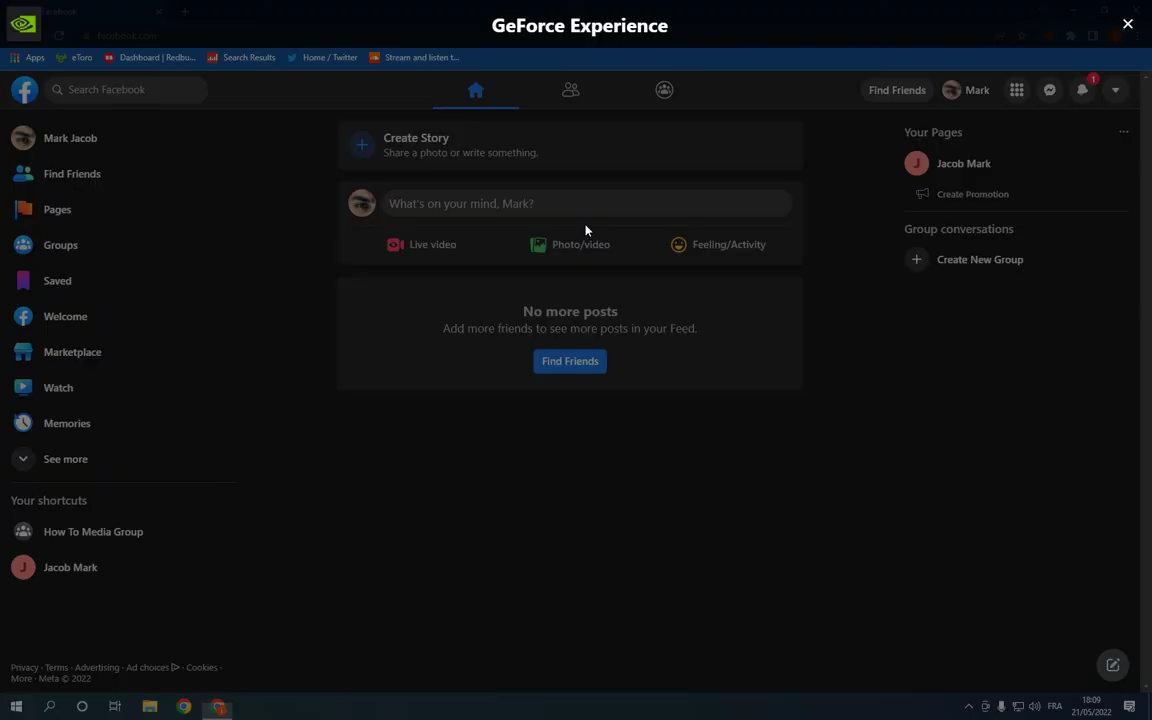 GeForce Experience
Facebook
facebook.com
Apps
eToro
Dashboard | Redbu...
Search Results
Home / Twitter
Stream and listen t...
Search Facebook
Find Friends
Mark
1
Mark Jacob
Find Friends
Pages
Groups
Saved
Welcome
Marketplace
Watch
Memories
See more
Your shortcuts
How To Media Group
J
Jacob Mark
Privacy · Terms · Advertising · Ad choices · Cookies ·
More · Meta © 2022
Create Story
Share a photo or write something.
What's on your mind, Mark?
Live video
Photo/video
Feeling/Activity
No more posts
Add more friends to see more posts in your Feed.
Find Friends
Your Pages
J
Jacob Mark
Create Promotion
Group conversations
Create New Group
FRA
18:09
21/05/2022